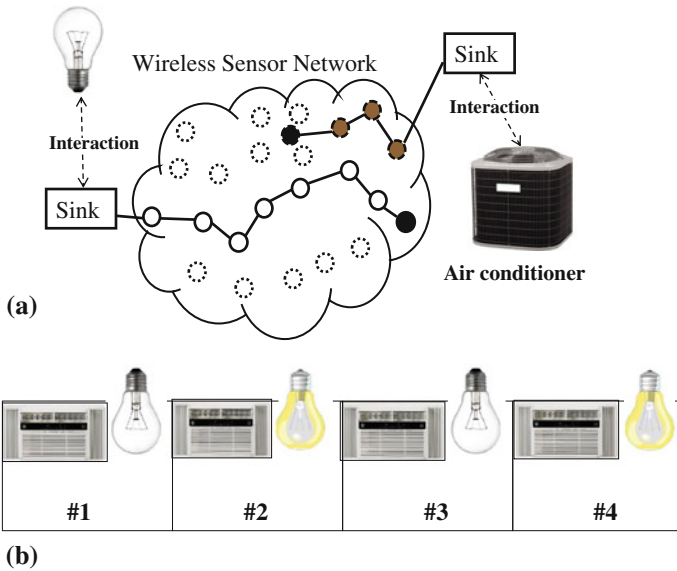 Wireless Sensor Network
Sink
Interaction
Interaction
Sink
Air conditioner
(a)
#1 #2 #3 #4
(b)